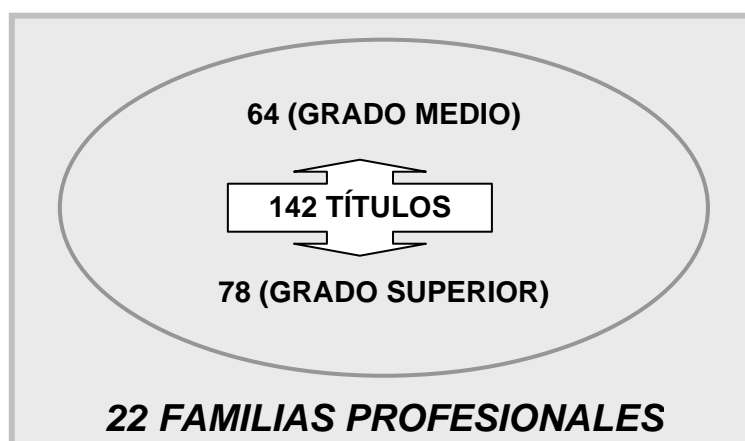 64 (GRADO MEDIO)
142 TÍTULOS
78 (GRADO SUPERIOR)
22 FAMILIAS PROFESIONALES